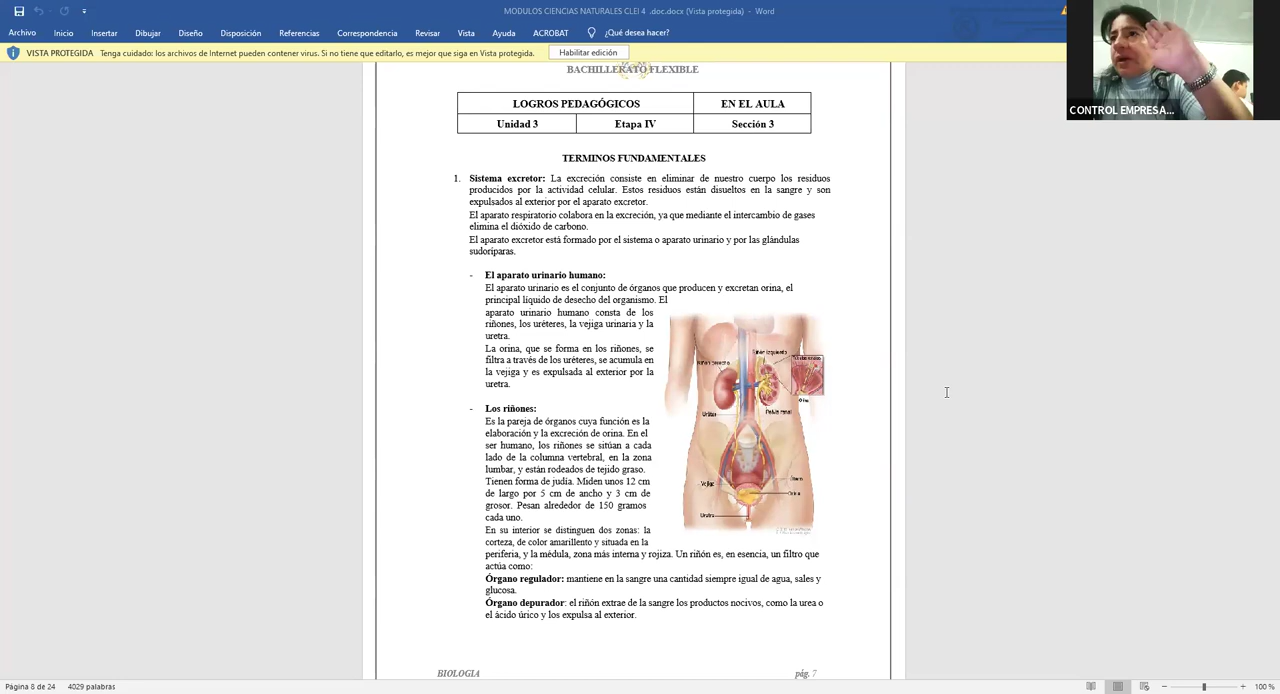 MODULOS CIENCIAS NATURALES CLEI 4 .doc.docx (Vista protegida) - Word
Archivo Inicio Insertar Dibujar Diseño Disposición Referencias Correspondencia Revisar Vista Ayuda ACROBAT ¿Qué desea hacer?
VISTA PROTEGIDA Tenga cuidado: los archivos de Internet pueden contener virus. Si no tiene que editarlo, es mejor que siga en Vista protegida. Habilitar edición
CONTROL EMPRESA...
BACHILLERATO FLEXIBLE
LOGROS PEDAGÓGICOS EN EL AULA
Unidad 3 Etapa IV Sección 3
TERMINOS FUNDAMENTALES
1. Sistema excretor: La excreción consiste en eliminar de nuestro cuerpo los residuos
producidos por la actividad celular. Estos residuos están disueltos en la sangre y son
expulsados al exterior por el aparato excretor.
El aparato respiratorio colabora en la excreción, ya que mediante el intercambio de gases
elimina el dióxido de carbono.
El aparato excretor está formado por el sistema o aparato urinario y por las glándulas
sudoríparas.
- El aparato urinario humano:
El aparato urinario es el conjunto de órganos que producen y excretan orina, el
principal líquido de desecho del organismo. El
aparato urinario humano consta de los
riñones, los uréteres, la vejiga urinaria y la
uretra.
La orina, que se forma en los riñones, se
filtra a través de los uréteres, se acumula en
la vejiga y es expulsada al exterior por la
uretra.
- Los riñones:
Es la pareja de órganos cuya función es la
elaboración y la excreción de orina. En el
ser humano, los riñones se sitúan a cada
lado de la columna vertebral, en la zona
lumbar, y están rodeados de tejido graso.
Tienen forma de judía. Miden unos 12 cm
de largo por 5 cm de ancho y 3 cm de
grosor. Pesan alrededor de 150 gramos
cada uno.
En su interior se distinguen dos zonas: la
corteza, de color amarillento y situada en la
periferia, y la médula, zona más interna y rojiza. Un riñón es, en esencia, un filtro que
actúa como:
Órgano regulador: mantiene en la sangre una cantidad siempre igual de agua, sales y
glucosa.
Órgano depurador: el riñón extrae de la sangre los productos nocivos, como la urea o
el ácido úrico y los expulsa al exterior.
Riñón izquierdo
Riñón derecho
Pelvis renal
Vejiga
Orina
Uretra
BIOLOGIA pág. 7
Página 8 de 24 4029 palabras 100 %